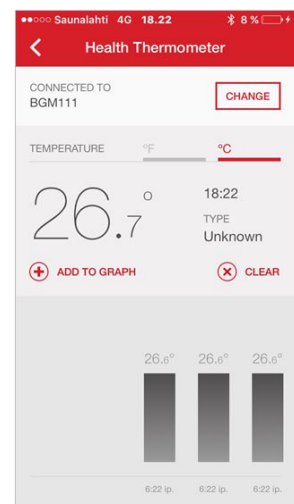 Saunalahti 4G 18.22 8 %
Health Thermometer
CONNECTED TO
BGM111
CHANGE
TEMPERATURE °F °C
26.7°
18:22
TYPE
Unknown
ADD TO GRAPH
CLEAR
26.6° 26.6° 26.6°
6:22 ip. 6:22 ip. 6:22 ip.